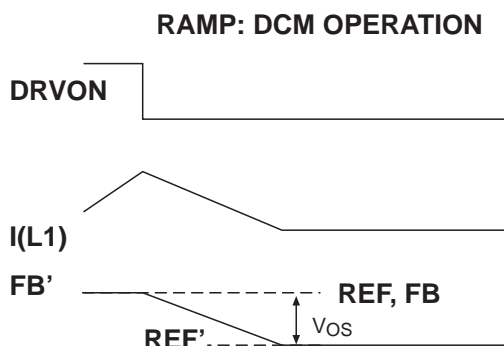 RAMP: DCM OPERATION
DRVON
I(L1)
FB’
REF, FB
VOS
REF’